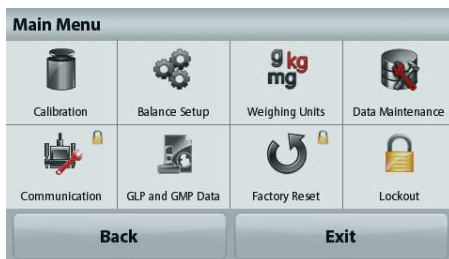 Main Menu
g kg
mg
Calibration
Balance Setup
Weighing Units
Data Maintenance
Communication
GLP and GMP Data
Factory Reset
Lockout
Back
Exit